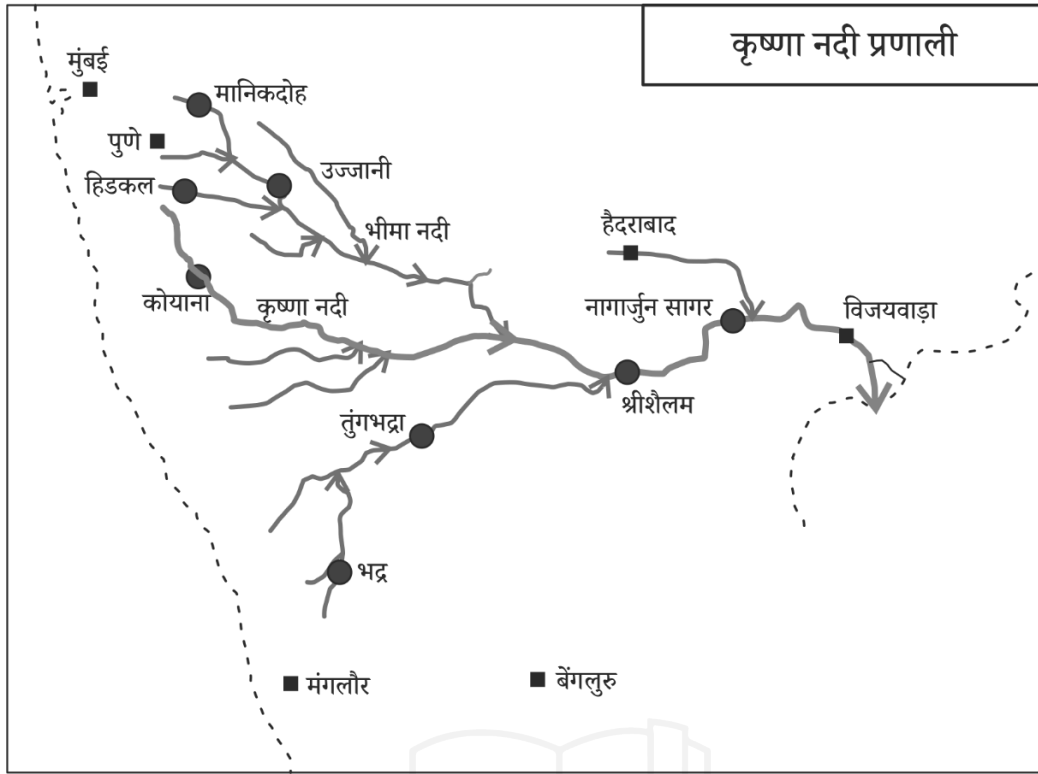 कृष्णा नदी प्रणाली
मुंबई
मानिकदोह
पुणे
उज्जानी
हिडकल
भीमा नदी
हैदराबाद
कोयाना
कृष्णा नदी
नागार्जुन सागर
विजयवाड़ा
श्रीशैलम
तुंगभद्रा
भद्र
मंगलौर
बेंगलुरु